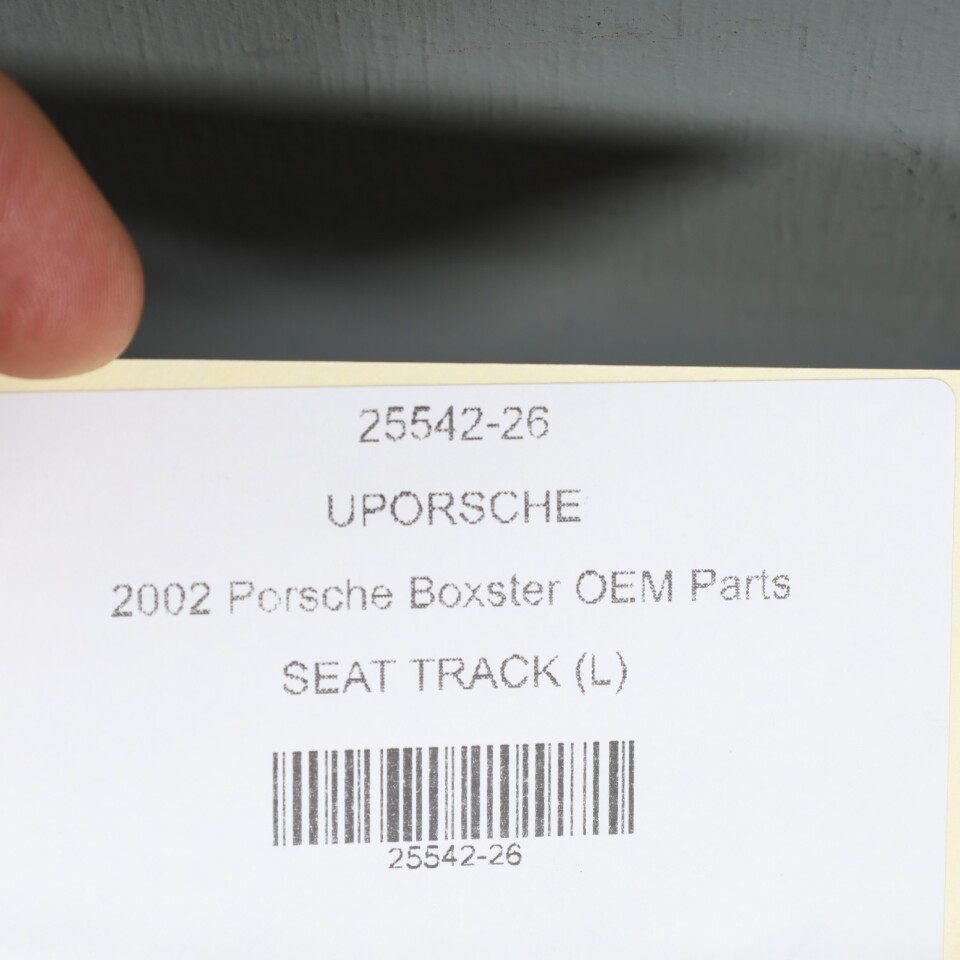 25542-26
UPORSCHE
2002 Porsche Boxster OEM Parts
SEAT TRACK (L)
25542-26